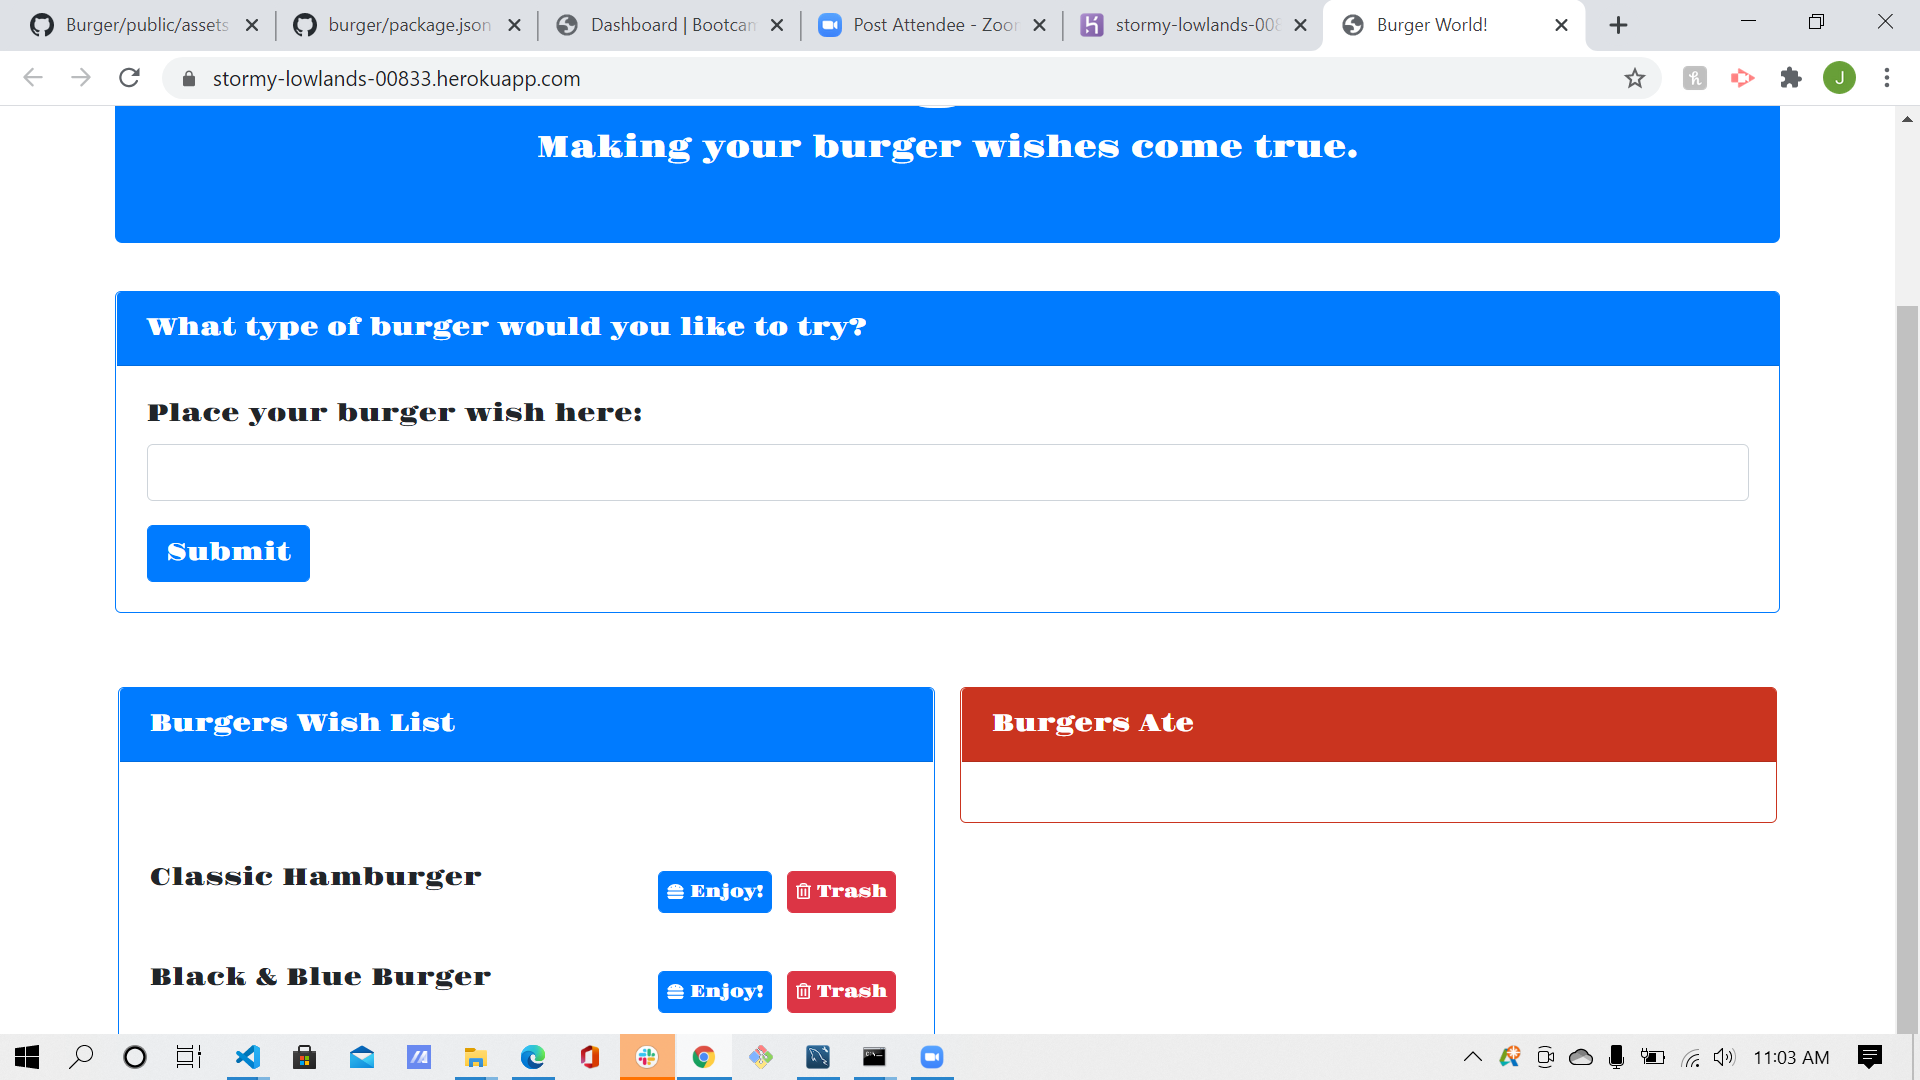 Burger/public/assets
burger/package.json
Dashboard | Bootcam
Post Attendee - Zoo
stormy-lowlands-008
Burger World!
stormy-lowlands-00833.herokuapp.com
J
Making your burger wishes come true.
What type of burger would you like to try?
Place your burger wish here:
Submit
Burgers Wish List
Burgers Ate
Classic Hamburger
Enjoy!
Trash
Black & Blue Burger
Enjoy!
Trash
11:03 AM